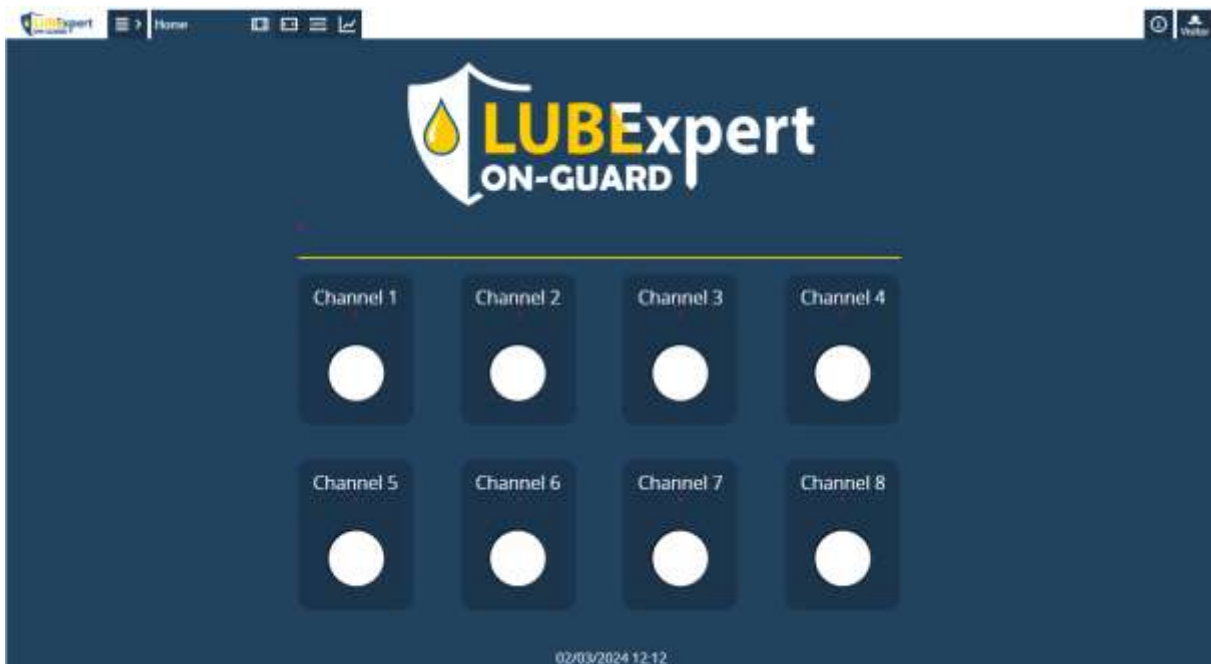 LUBExpert
ON-GUARD
Home
Visitor
LUBExpert
ON-GUARD
Channel 1
Channel 2
Channel 3
Channel 4
Channel 5
Channel 6
Channel 7
Channel 8
02/03/2024 12:12